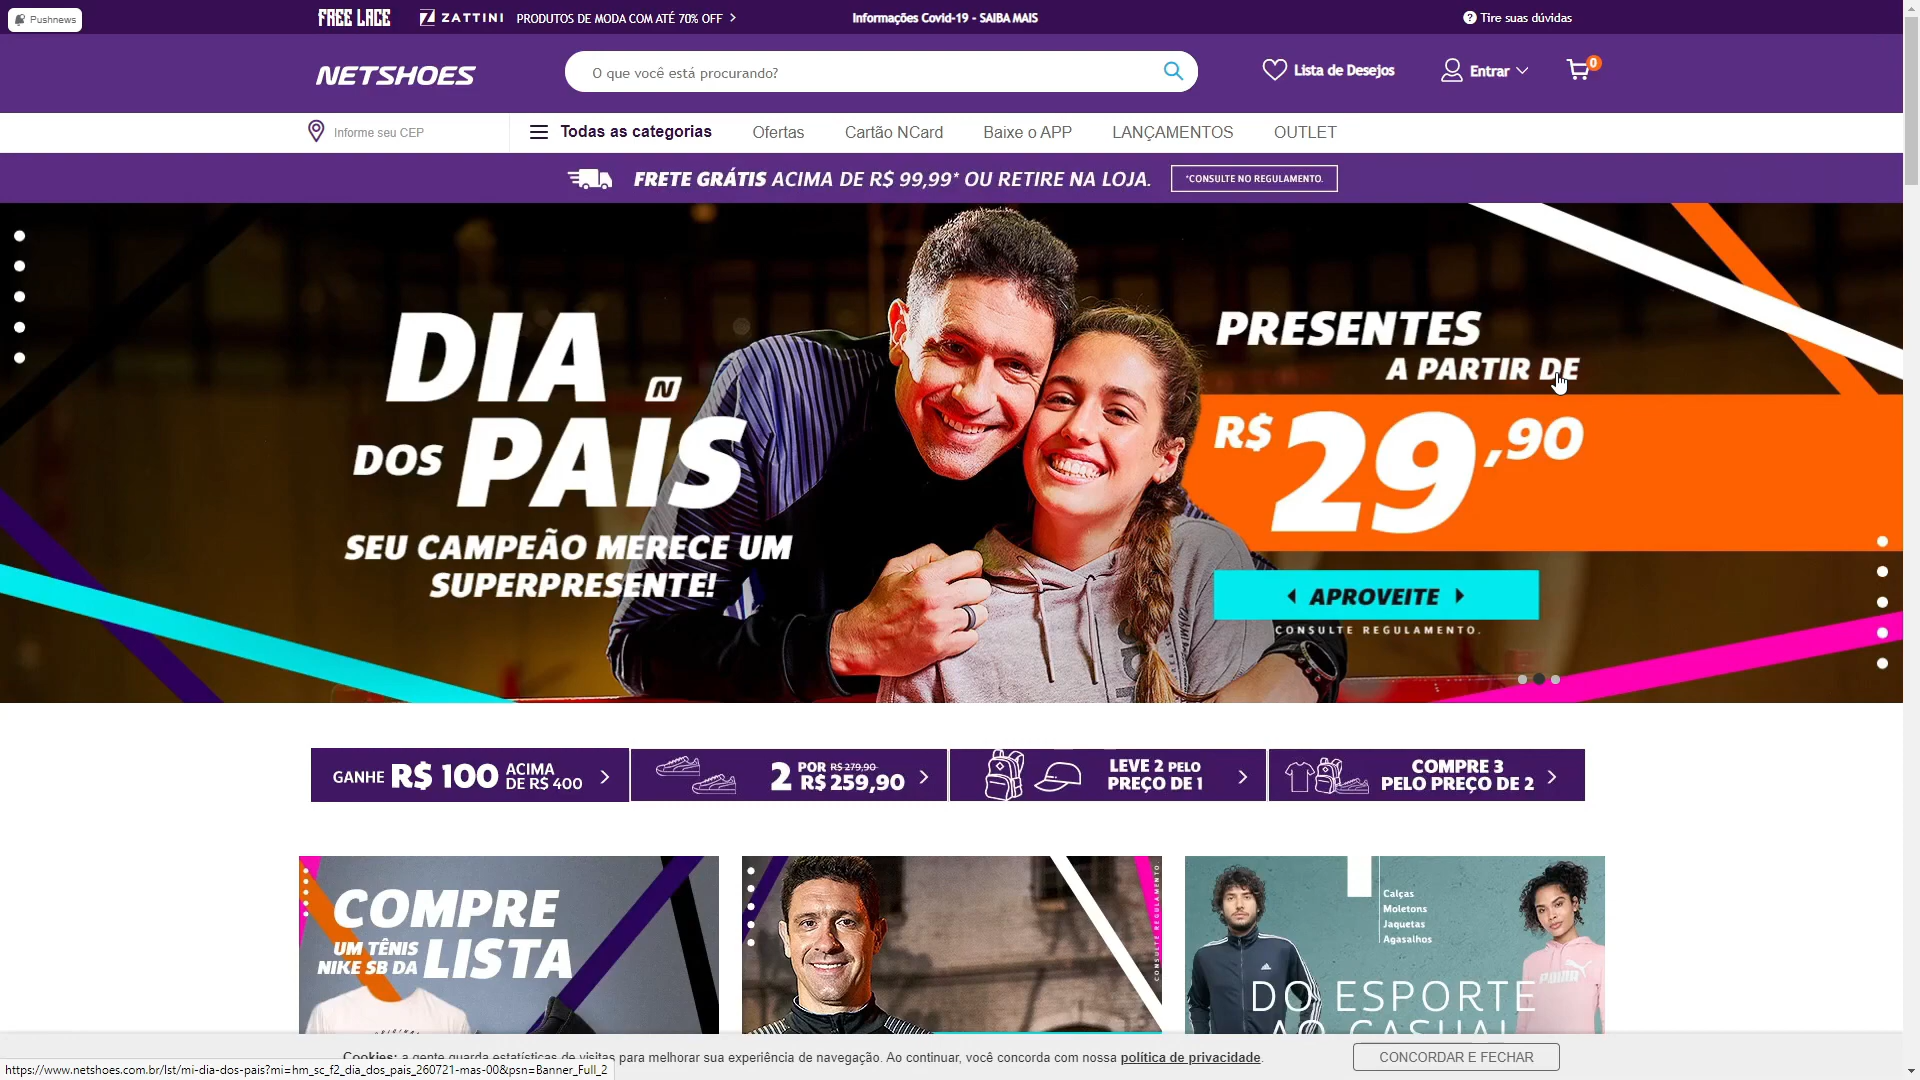 Pushnews
FREE LACE
ZATTINI PRODUTOS DE MODA COM ATÉ 70% OFF
Informações Covid-19 - SAIBA MAIS
Tire suas dúvidas
NETSHOES
O que você está procurando?
Lista de Desejos
Entrar
0
Informe seu CEP
Todas as categorias
Ofertas
Cartão NCard
Baixe o APP
LANÇAMENTOS
OUTLET
FRETE GRÁTIS ACIMA DE R$ 99,99* OU RETIRE NA LOJA.
*CONSULTE NO REGULAMENTO.
DIA
DOS PAIS
N
SEU CAMPEÃO MERECE UM
SUPERPRESENTE!
PRESENTES
A PARTIR DE
R$ 29,90
APROVEITE
CONSULTE REGULAMENTO.
GANHE R$ 100 ACIMA
DE R$ 400
2 POR R$ 279,90
R$ 259,90
LEVE 2 PELO
PREÇO DE 1
COMPRE 3
PELO PREÇO DE 2
COMPRE
UM TÊNIS
NIKE SB DA LISTA
CONSULTE REGULAMENTO
Calças
Moletons
Jaquetas
Agasalhos
PUMA
DO ESPORTE
AO CASUAL
Cookies: a gente guarda estatísticas de visitas para melhorar sua experiência de navegação. Ao continuar, você concorda com nossa política de privacidade.
CONCORDAR E FECHAR
https://www.netshoes.com.br/lst/mi-dia-dos-pais?mi=hm_sc_f2_dia_dos_pais_260721-mas-00&psn=Banner_Full_2